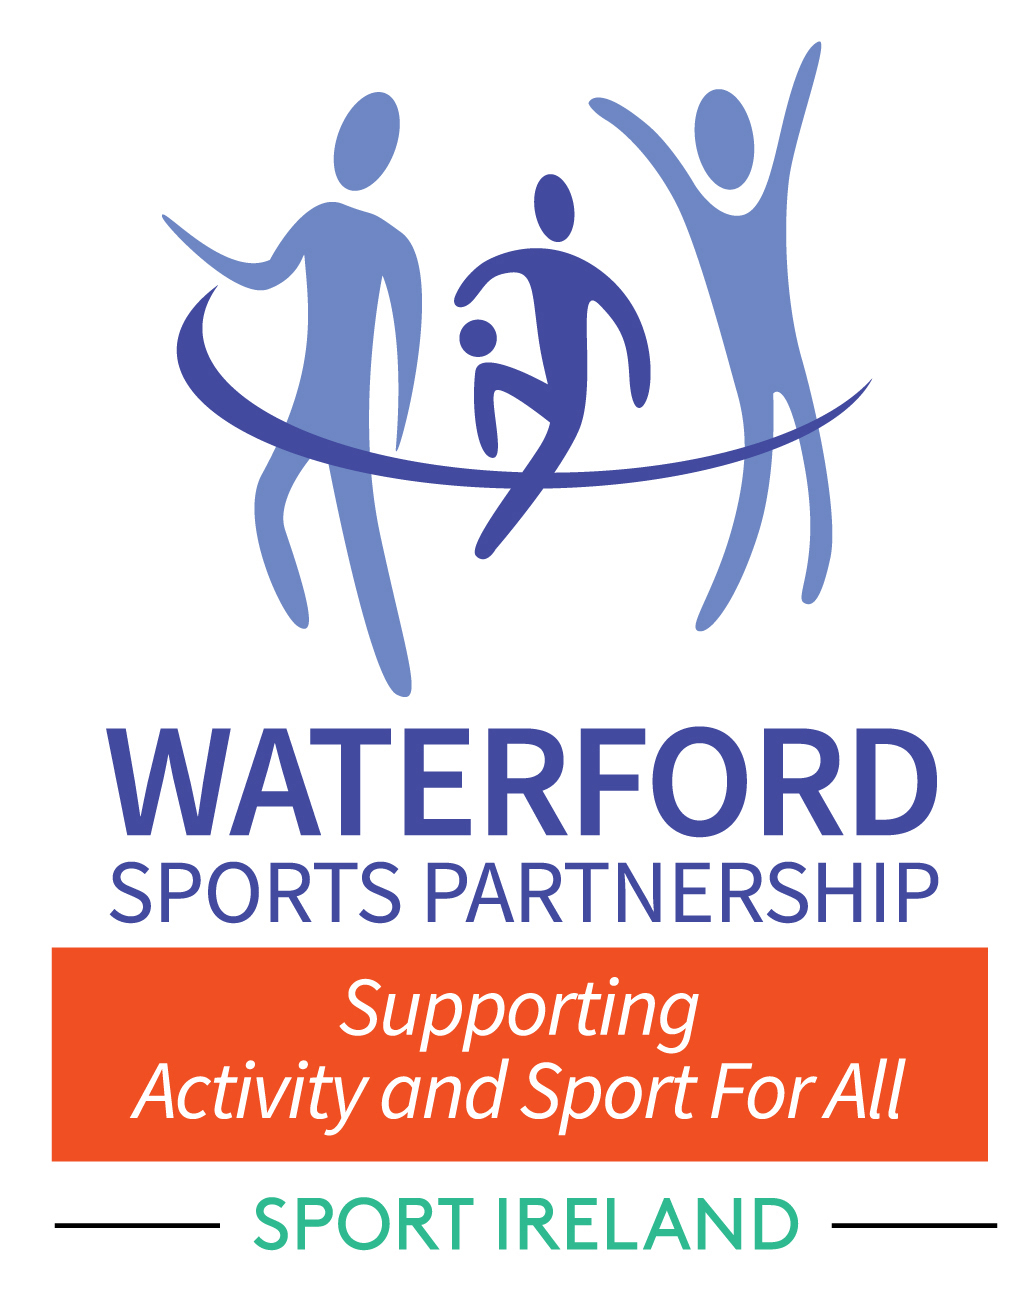 WATERFORD
SPORTS PARTNERSHIP
Supporting
Activity and Sport For All
SPORT IRELAND